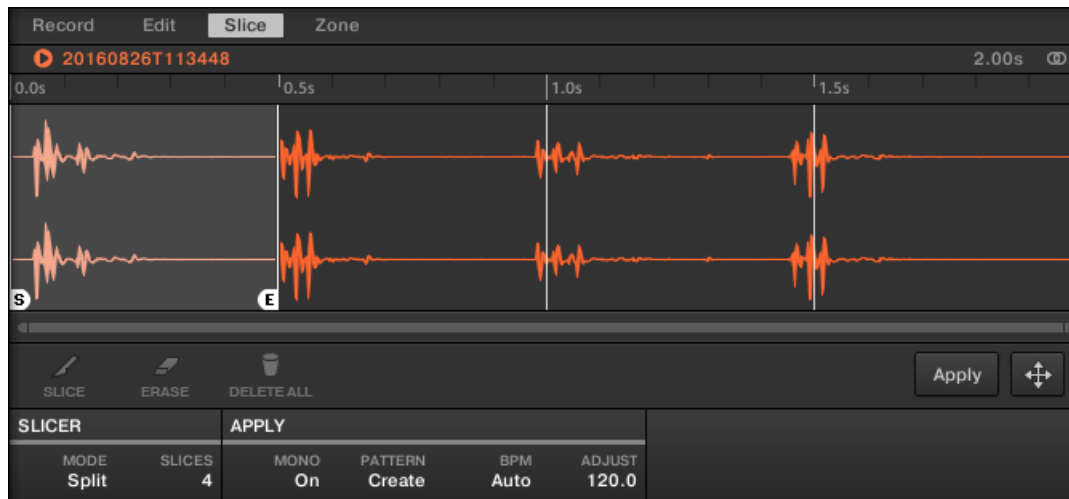 Record Edit Slice Zone
20160826T113448 2.00s
0.0s 0.5s 1.0s 1.5s
S E
SLICE ERASE DELETE ALL Apply
SLICER APPLY
MODE SLICES MONO PATTERN BPM ADJUST
Split 4 On Create Auto 120.0